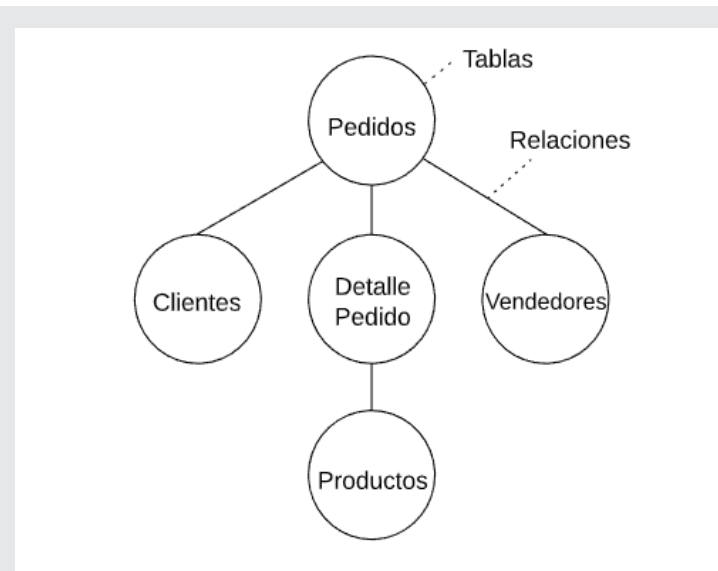 Tablas
Pedidos
Relaciones
Clientes
Detalle
Pedido
Vendedores
Productos